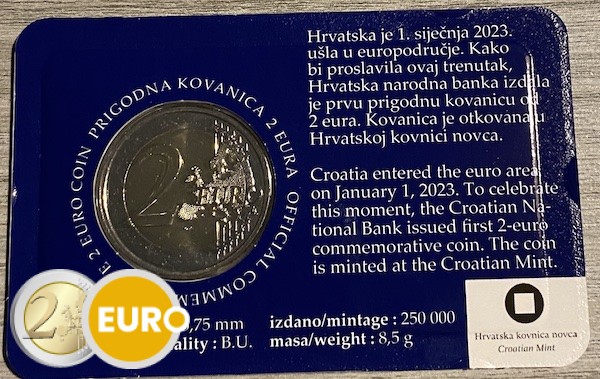 Hrvatska je 1. siječnja 2023.
ušla u europodručje. Kako
bi proslavila ovaj trenutak,
Hrvatska narodna banka izdala
je prvu prigodnu kovanicu od
2 eura. Kovanica je otkovana u
Hrvatskoj kovnici novca.
Croatia entered the euro area
on January 1, 2023. To celebrate
this moment, the Croatian Na-
tional Bank issued first 2-euro
commemorative coin. The coin
is minted at the Croatian Mint.
PRIGODNA KOVANICA 2 EURA
OFFICIAL COMMEM
E 2 EURO COIN
2 EURO
,75 mm
ality : B.U.
izdano/mintage : 250 000
masa/weight : 8,5 g
Hrvatska kovnica novca
Croatian Mint
2 EURO